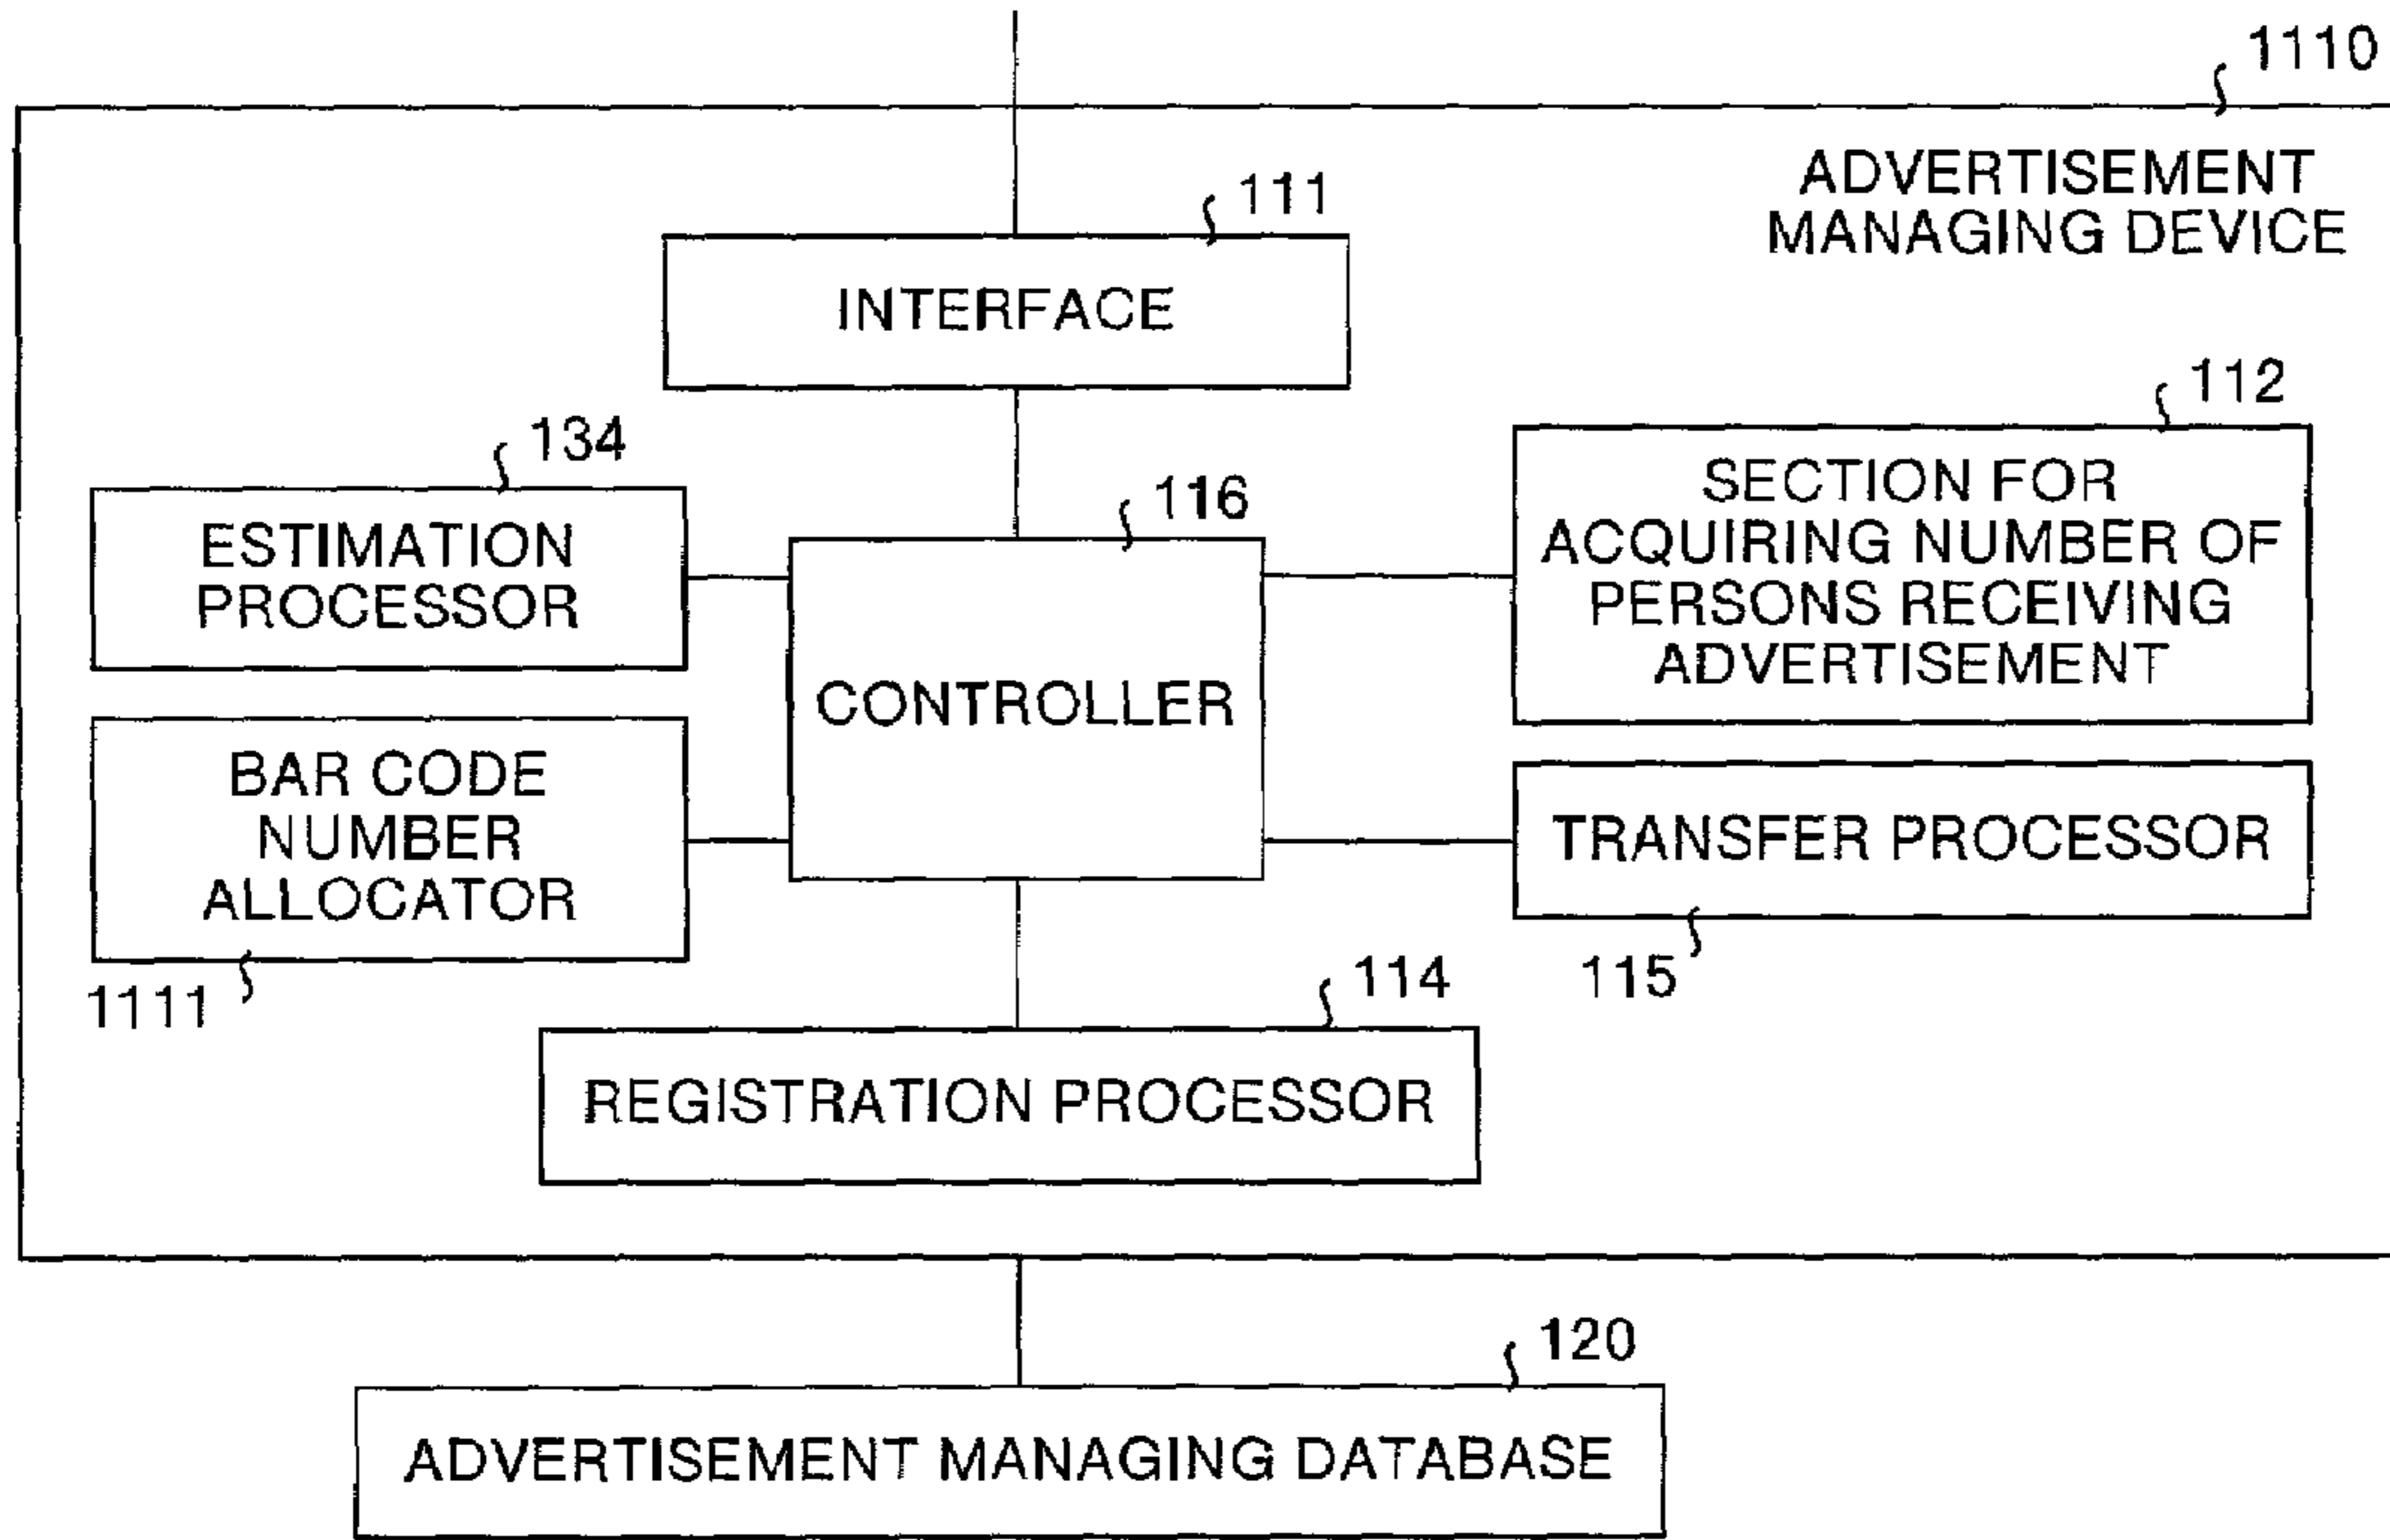 1110
ADVERTISEMENT
MANAGING DEVICE
111
INTERFACE
134
ESTIMATION
PROCESSOR
116
CONTROLLER
112
SECTION FOR
ACQUIRING NUMBER OF
PERSONS RECEIVING
ADVERTISEMENT
BAR CODE
NUMBER
ALLOCATOR
1111
TRANSFER PROCESSOR
115
114
REGISTRATION PROCESSOR
120
ADVERTISEMENT MANAGING DATABASE